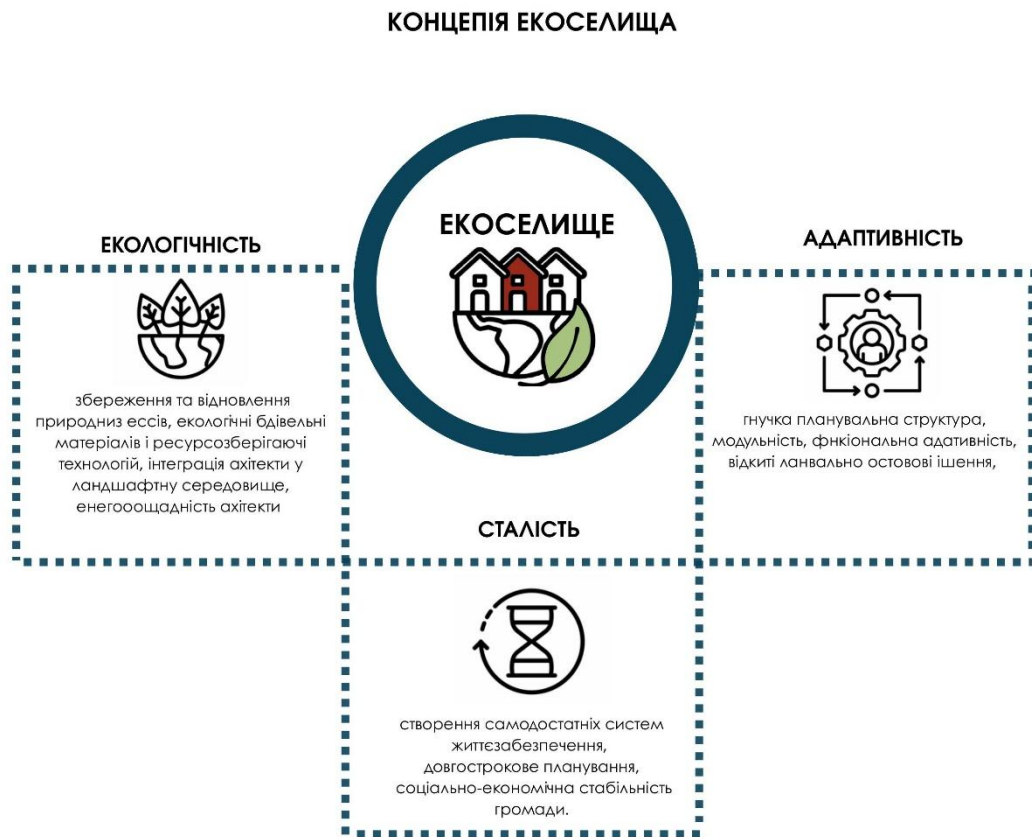 КОНЦЕПІЯ ЕКОСЕЛИЩА
ЕКОСЕЛИЩЕ
ЕКОЛОГІЧНІСТЬ
збереження та відновлення
природниз ессів, екологічні бдівельні
матеріалів і ресурсозберігаючі
технологій, інтеграція ахітекти у
ландшафтну середовище,
енегооощадність ахітекти
АДАПТИВНІСТЬ
гнучка планувальна структура,
модульність, фнкіональна адативність,
відкиті ланвально остовові ішення,
СТАЛІСТЬ
створення самодостатніх систем
життєзабезпечення,
довгострокове планування,
соціально-економічна стабільність
громади.